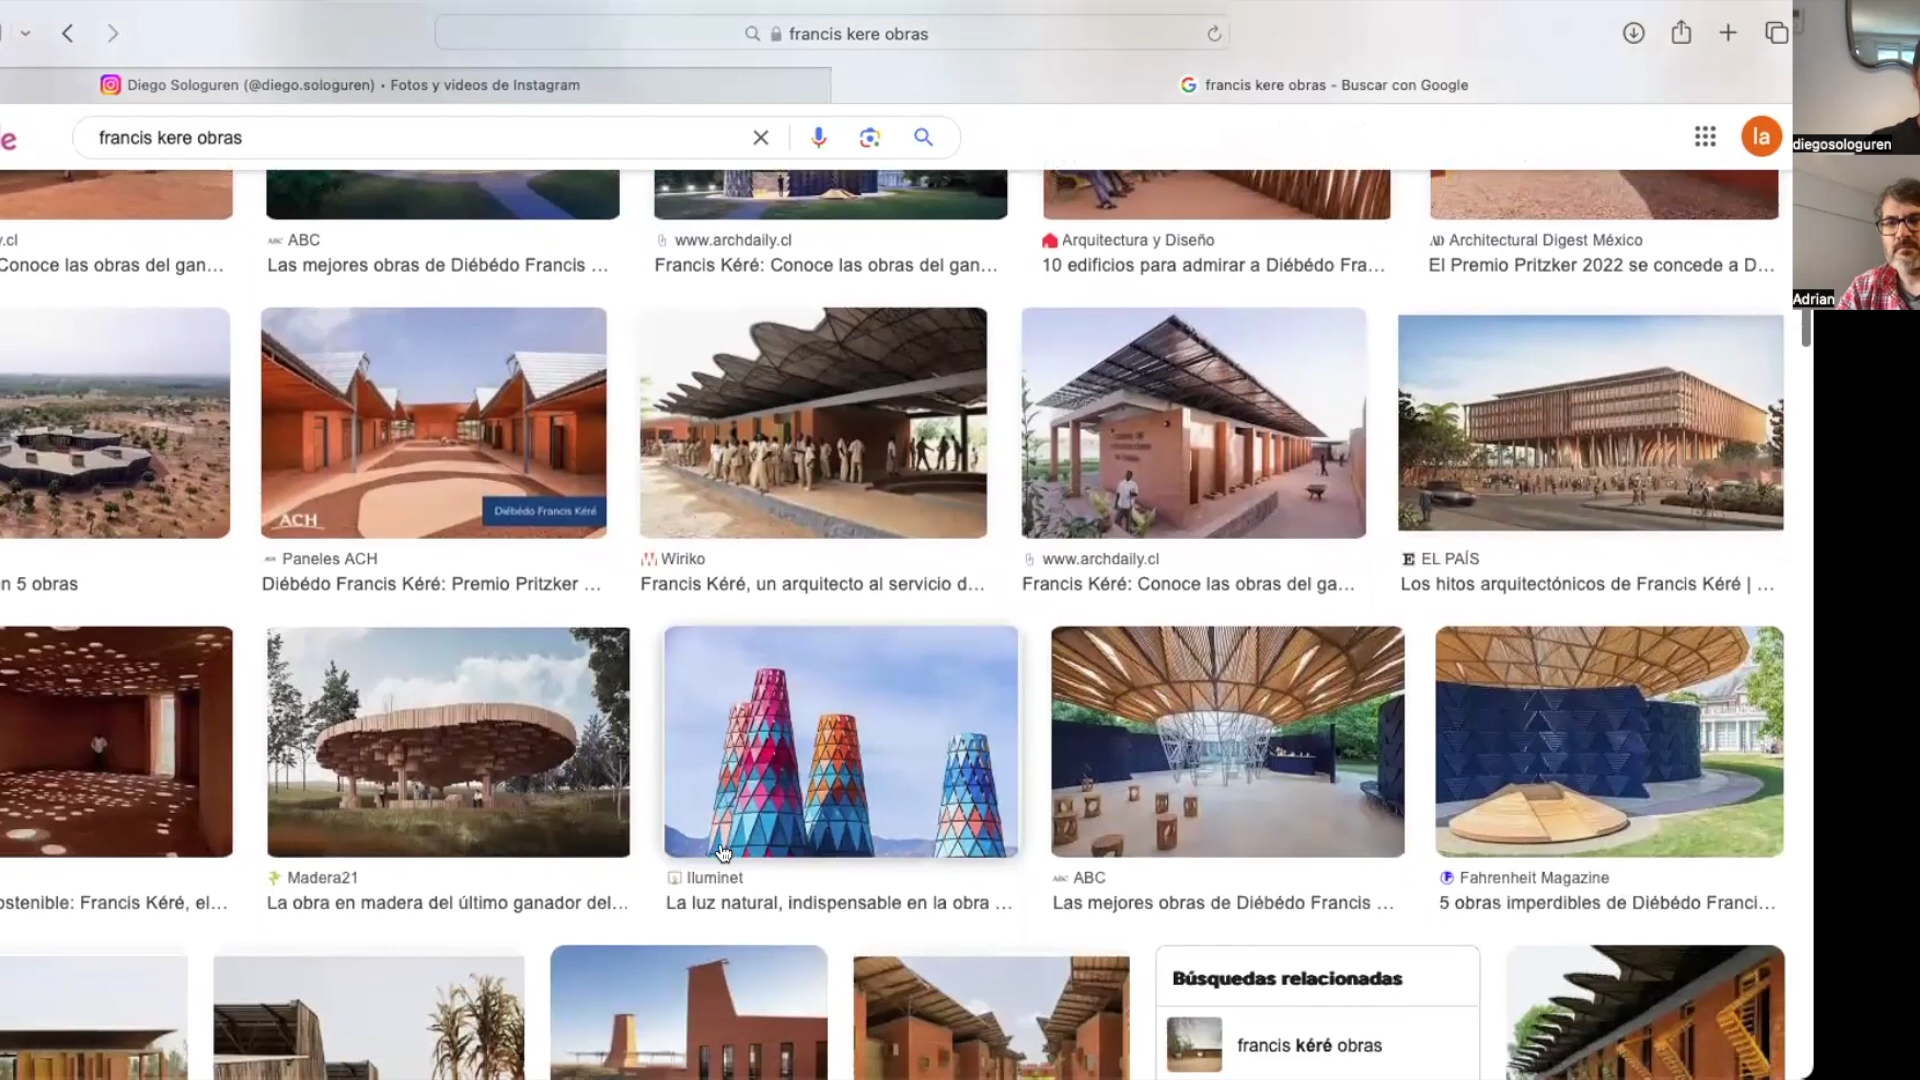 francis kere obras
Diego Sologuren (@diego.sologuren) • Fotos y videos de Instagram
francis kere obras - Buscar con Google
e
francis kere obras
la
diegosologuren
Adrian
y.cl
ABC
www.archdaily.cl
Arquitectura y Diseño
AD Architectural Digest México
Conoce las obras del gan...
Las mejores obras de Diébédo Francis ...
Francis Kéré: Conoce las obras del gan...
10 edificios para admirar a Diébédo Fra...
El Premio Pritzker 2022 se concede a D...
ACH
Diébédo Francis Kéré
Paneles ACH
Wiriko
www.archdaily.cl
E EL PAÍS
n 5 obras
Diébédo Francis Kéré: Premio Pritzker ...
Francis Kéré, un arquitecto al servicio d...
Francis Kéré: Conoce las obras del ga...
Los hitos arquitectónicos de Francis Kéré | ...
Madera21
Iluminet
ABC
Fahrenheit Magazine
ostenible: Francis Kéré, el...
La obra en madera del último ganador del...
La luz natural, indispensable en la obra ...
Las mejores obras de Diébédo Francis ...
5 obras imperdibles de Diébédo Franci...
Búsquedas relacionadas
francis kéré obras